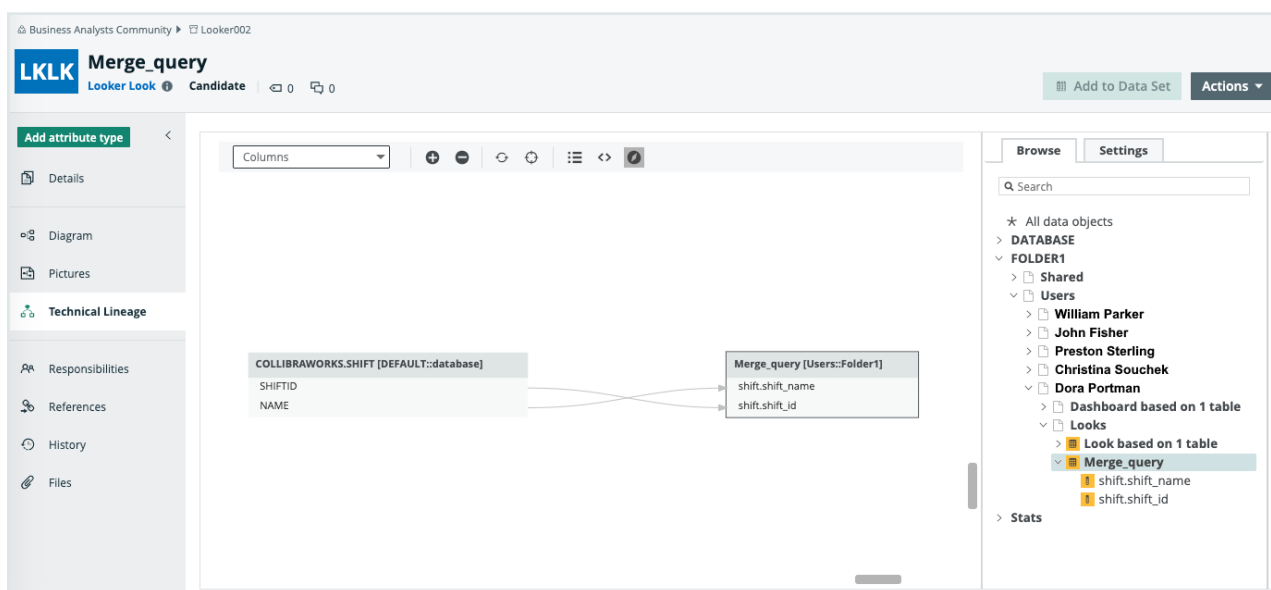 Business Analysts Community Looker002
LKLK
Merge_query
Looker Look Candidate 0 0
Add to Data Set
Actions
Add attribute type
Details
Diagram
Pictures
Technical Lineage
Responsibilities
References
History
Files
Columns
COLLIBRAWORKS.SHIFT [DEFAULT::database]
SHIFTID
NAME
Merge_query [Users::Folder1]
shift.shift_name
shift.shift_id
Browse Settings
Search
All data objects
DATABASE
FOLDER1
Shared
Users
William Parker
John Fisher
Preston Sterling
Christina Souchek
Dora Portman
Dashboard based on 1 table
Looks
Look based on 1 table
Merge_query
shift.shift_name
shift.shift_id
Stats